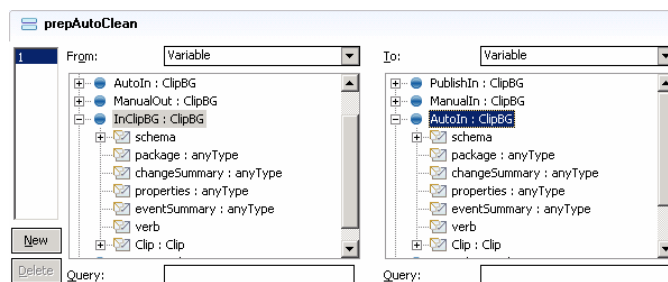 prepAutoClean
1
From:
Variable
AutoIn : ClipBG
ManualOut : ClipBG
InClipBG : ClipBG
schema
package : anyType
changeSummary : anyType
properties : anyType
eventSummary : anyType
verb
Clip : Clip
Query:
To:
Variable
PublishIn : ClipBG
ManualIn : ClipBG
AutoIn : ClipBG
schema
package : anyType
changeSummary : anyType
properties : anyType
eventSummary : anyType
verb
Clip : Clip
Query:
New
Delete